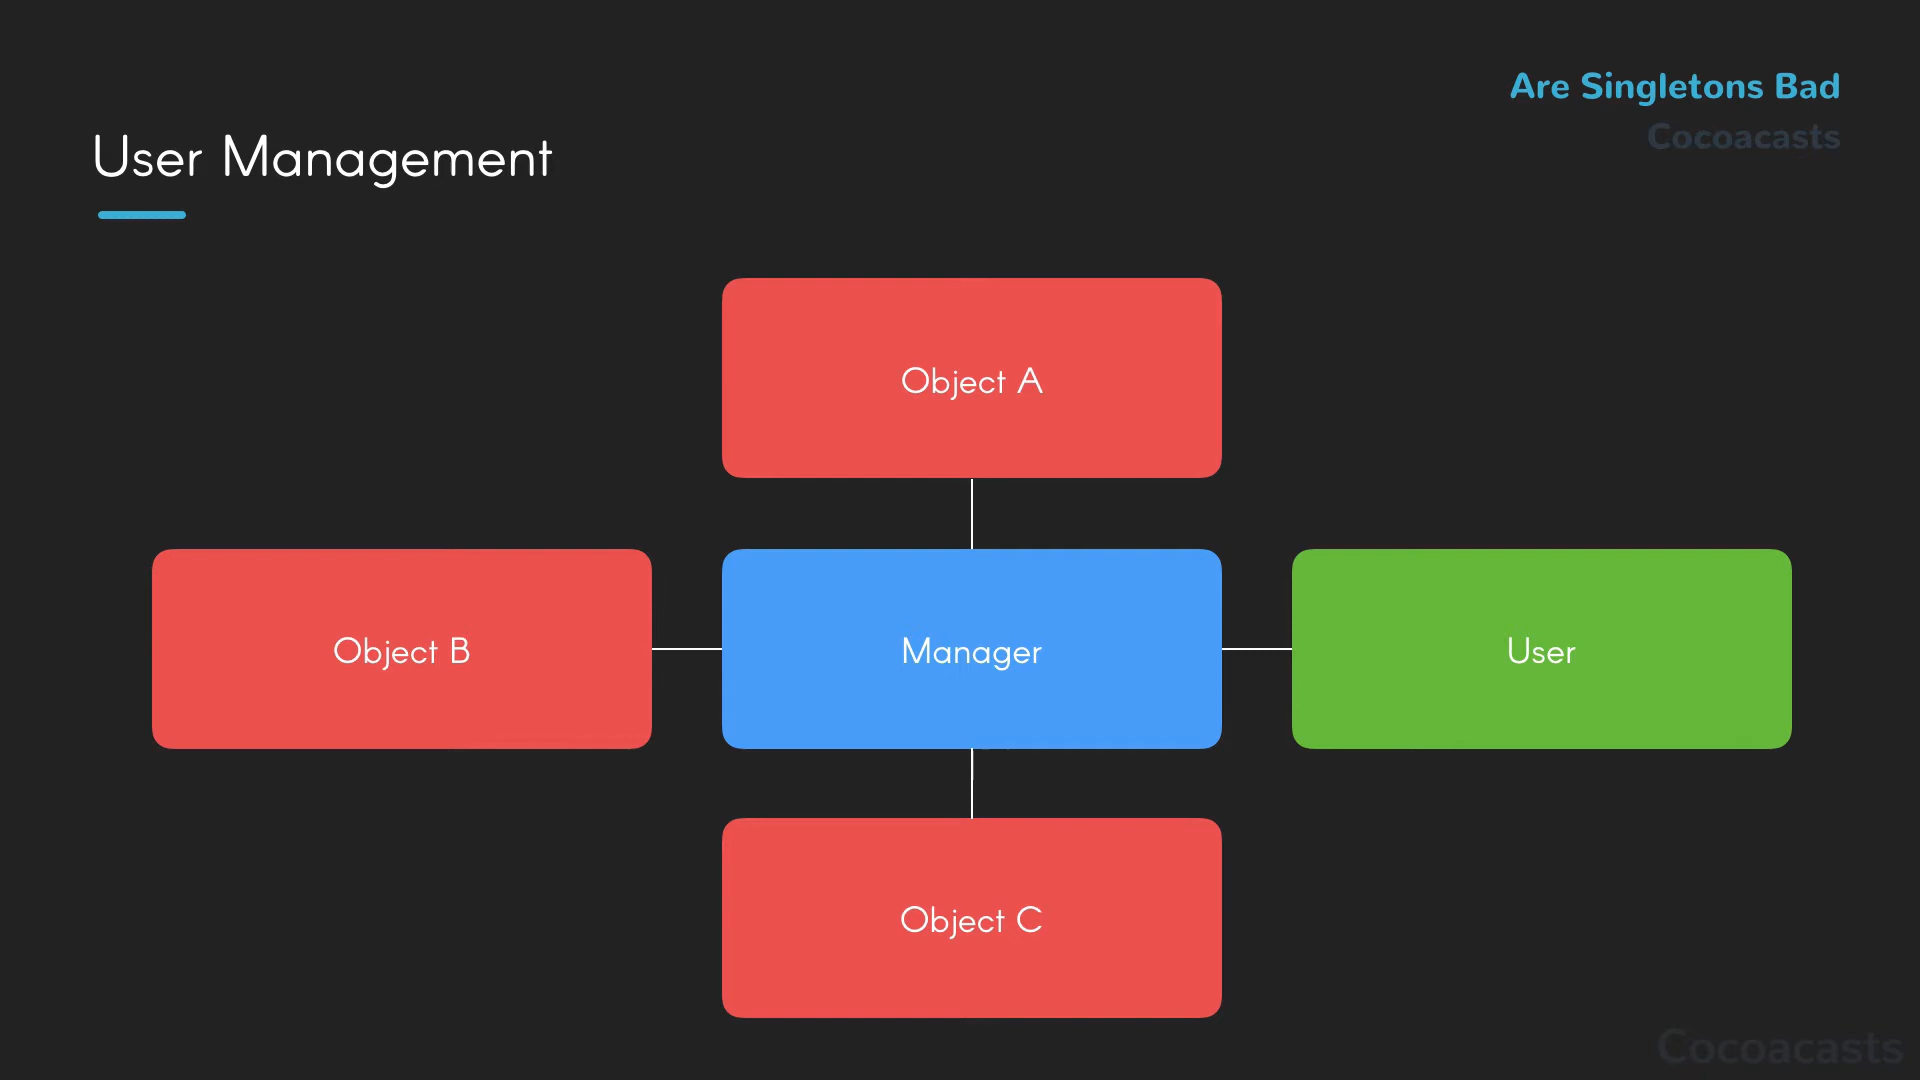 Are Singletons Bad
Cocoacasts
User Management
Object A
Object B
Manager
User
Object C
Cocoacasts